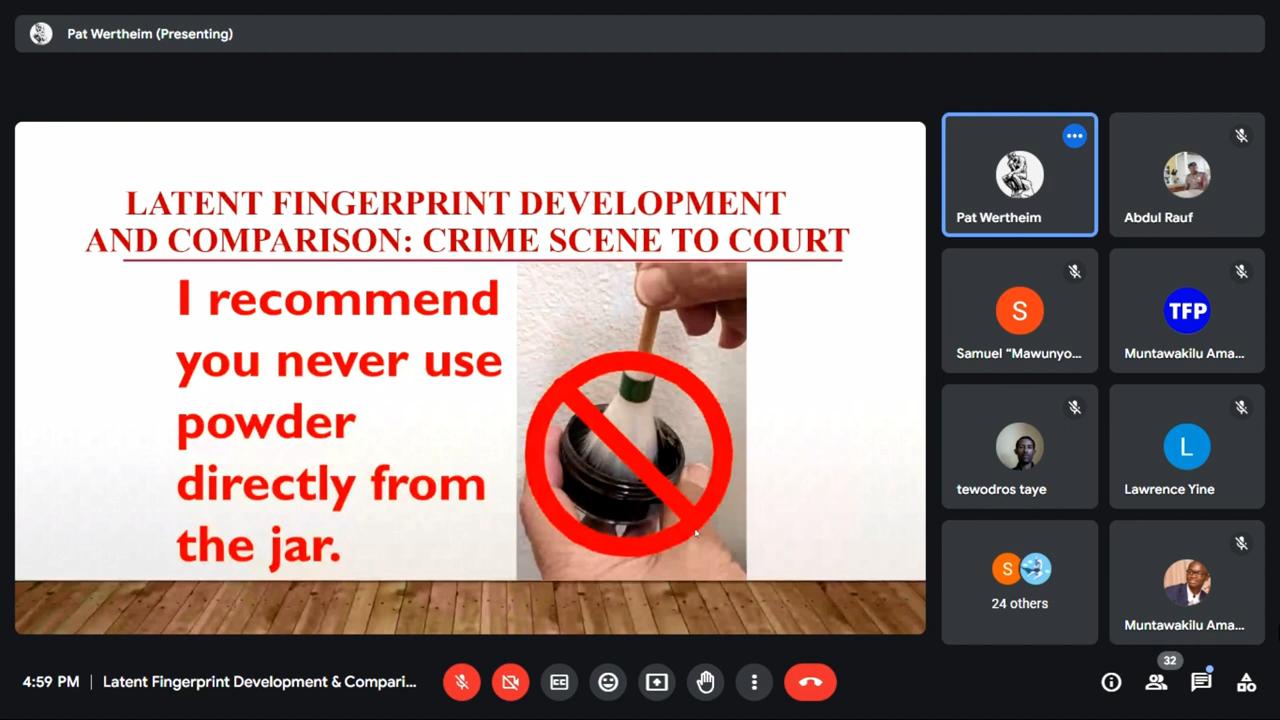 Pat Wertheim (Presenting)
LATENT FINGERPRINT DEVELOPMENT
AND COMPARISON: CRIME SCENE TO COURT
I recommend
you never use
powder
directly from
the jar.
Pat Wertheim
Abdul Rauf
S
Samuel “Mawunyo...
TFP
Muntawakilu Ama...
tewodros taye
L
Lawrence Yine
S
24 others
Muntawakilu Ama...
4:59 PM | Latent Fingerprint Development & Compari...
CC
32